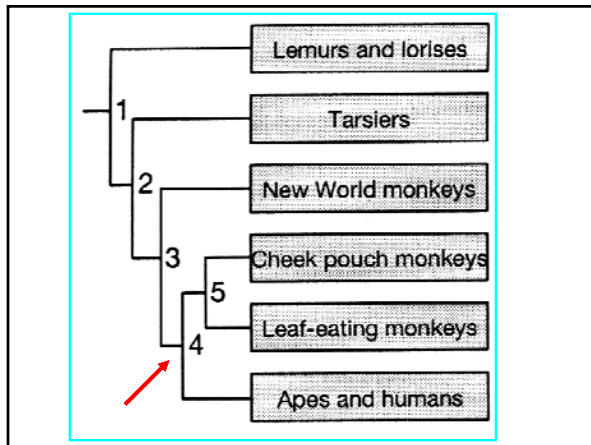 Lemurs and lorises
1
Tarsiers
2
New World monkeys
3
Cheek pouch monkeys
5
Leaf-eating monkeys
4
Apes and humans